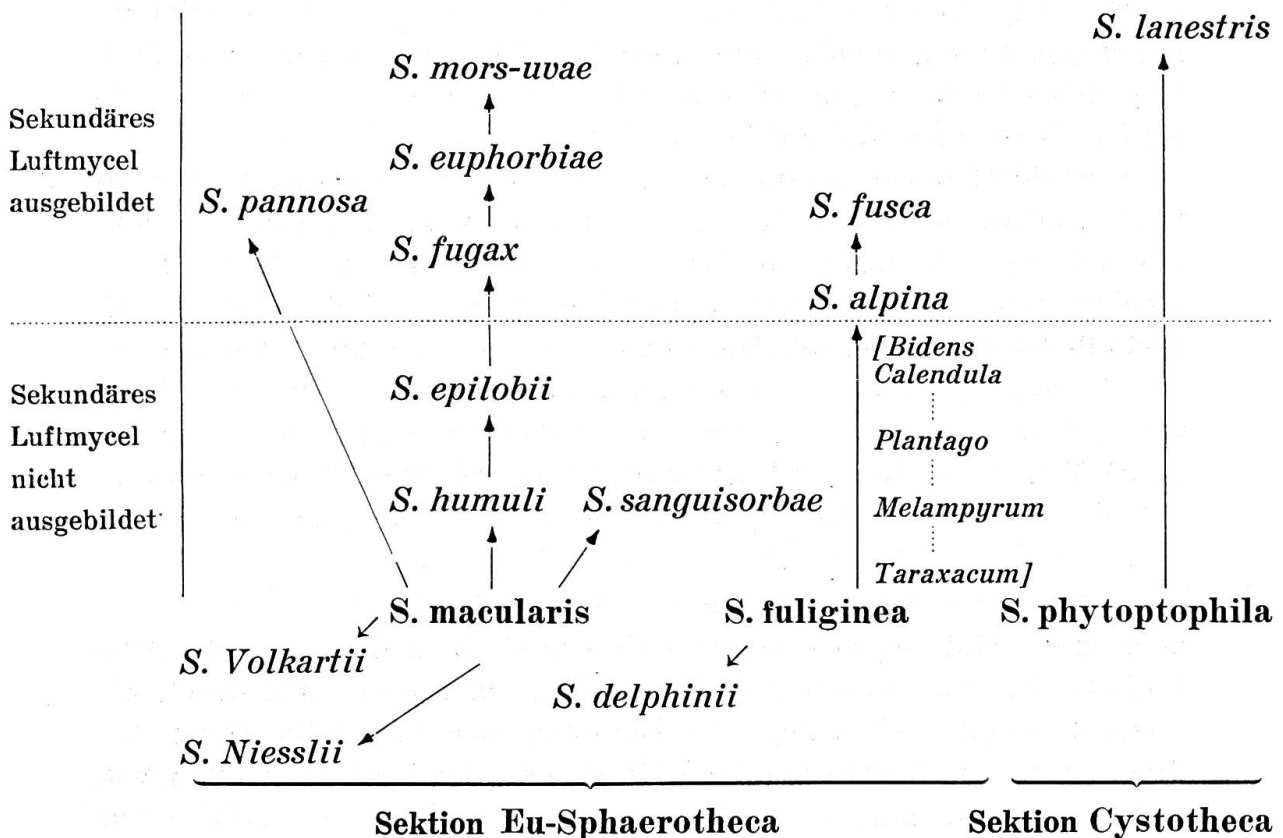 S. lanestris
S. mors-uvae
Sekundäres
Luftmycel
ausgebildet
S. euphorbiae
S. pannosa
S. fusca
S. fugax
S. alpina
[Bidens
Calendula
Sekundäres
Luftmycel
nicht
ausgebildet
S. epilobii
Plantago
S. humuli
S. sanguisorbae
Melampyrum
Taraxacum]
S. macularis
S. fuliginea
S. phytoptophila
S. Volkartii
S. delphinii
S. Niesslii
Sektion Eu-Sphaerotheca
Sektion Cystotheca